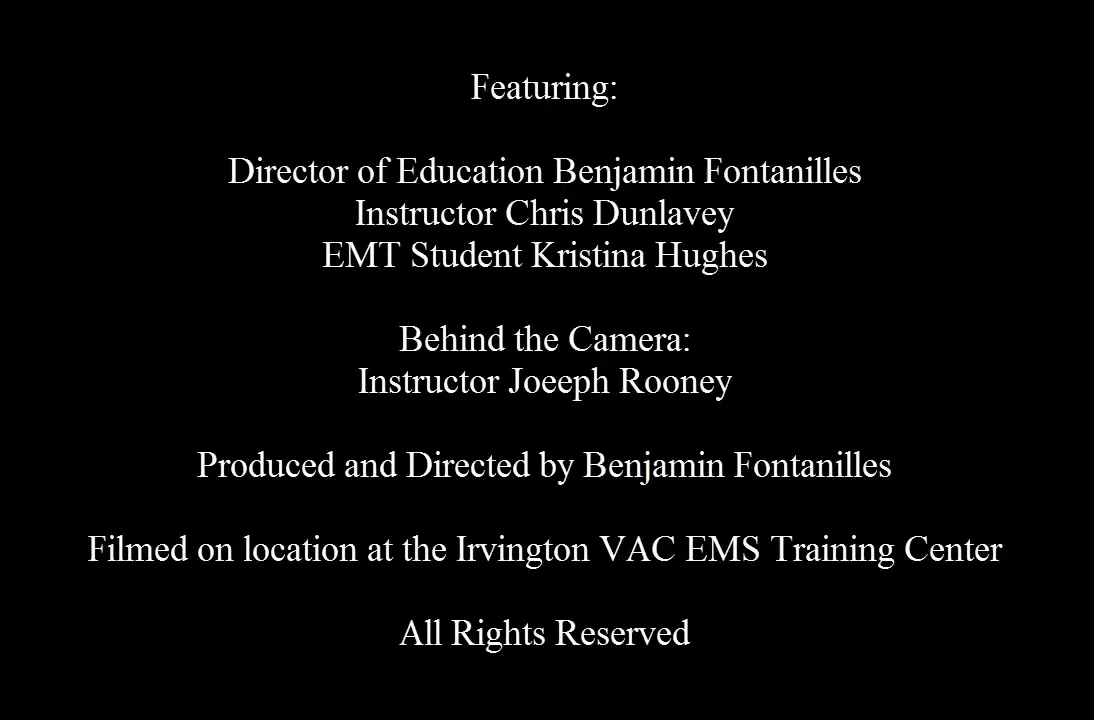 Featuring:
Director of Education Benjamin Fontanilles
Instructor Chris Dunlavey
EMT Student Kristina Hughes
Behind the Camera:
Instructor Joeeph Rooney
Produced and Directed by Benjamin Fontanilles
Filmed on location at the Irvington VAC EMS Training Center
All Rights Reserved